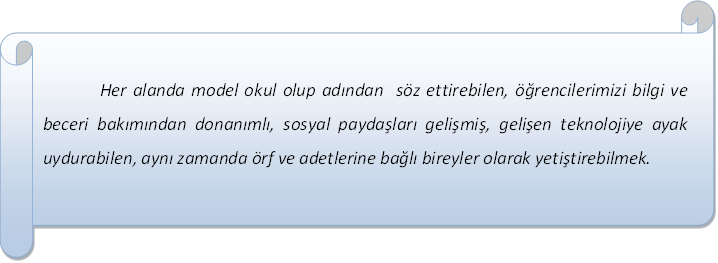 Her alanda model okul olup adından söz ettirebilen, öğrencilerimizi bilgi ve
beceri bakımından donanımlı, sosyal paydaşları gelişmiş, gelişen teknolojiye ayak
uydurabilen, aynı zamanda örf ve adetlerine bağlı bireyler olarak yetiştirebilmek.